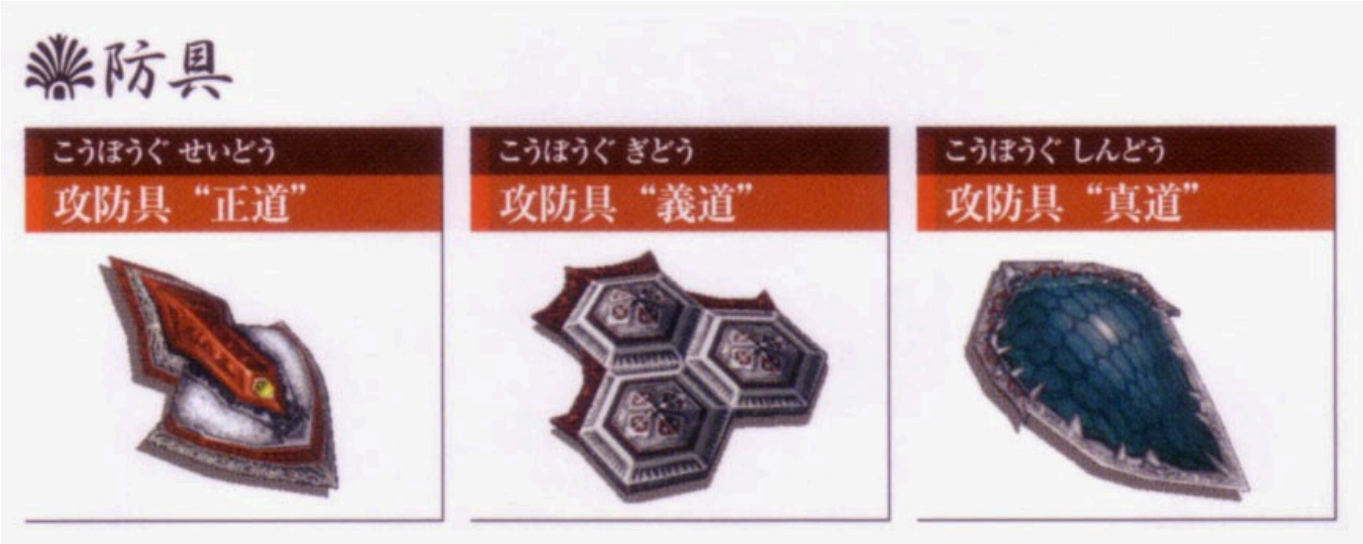 防具
こうぼうぐ せいどう
攻防具 “正道”
こうぼうぐ ぎどう
攻防具 “義道”
こうぼうぐ しんどう
攻防具 “真道”